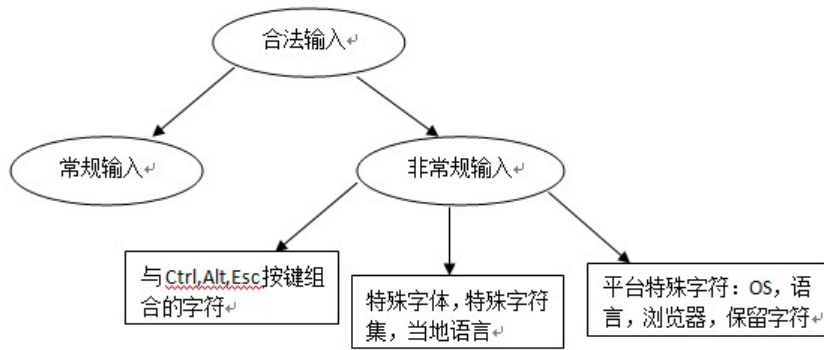 合法输入
常规输入
非常规输入
与Ctrl,Alt,Esc按键组
合的字符
特殊字体，特殊字符
集，当地语言
平台特殊字符：OS，语
言，浏览器，保留字符